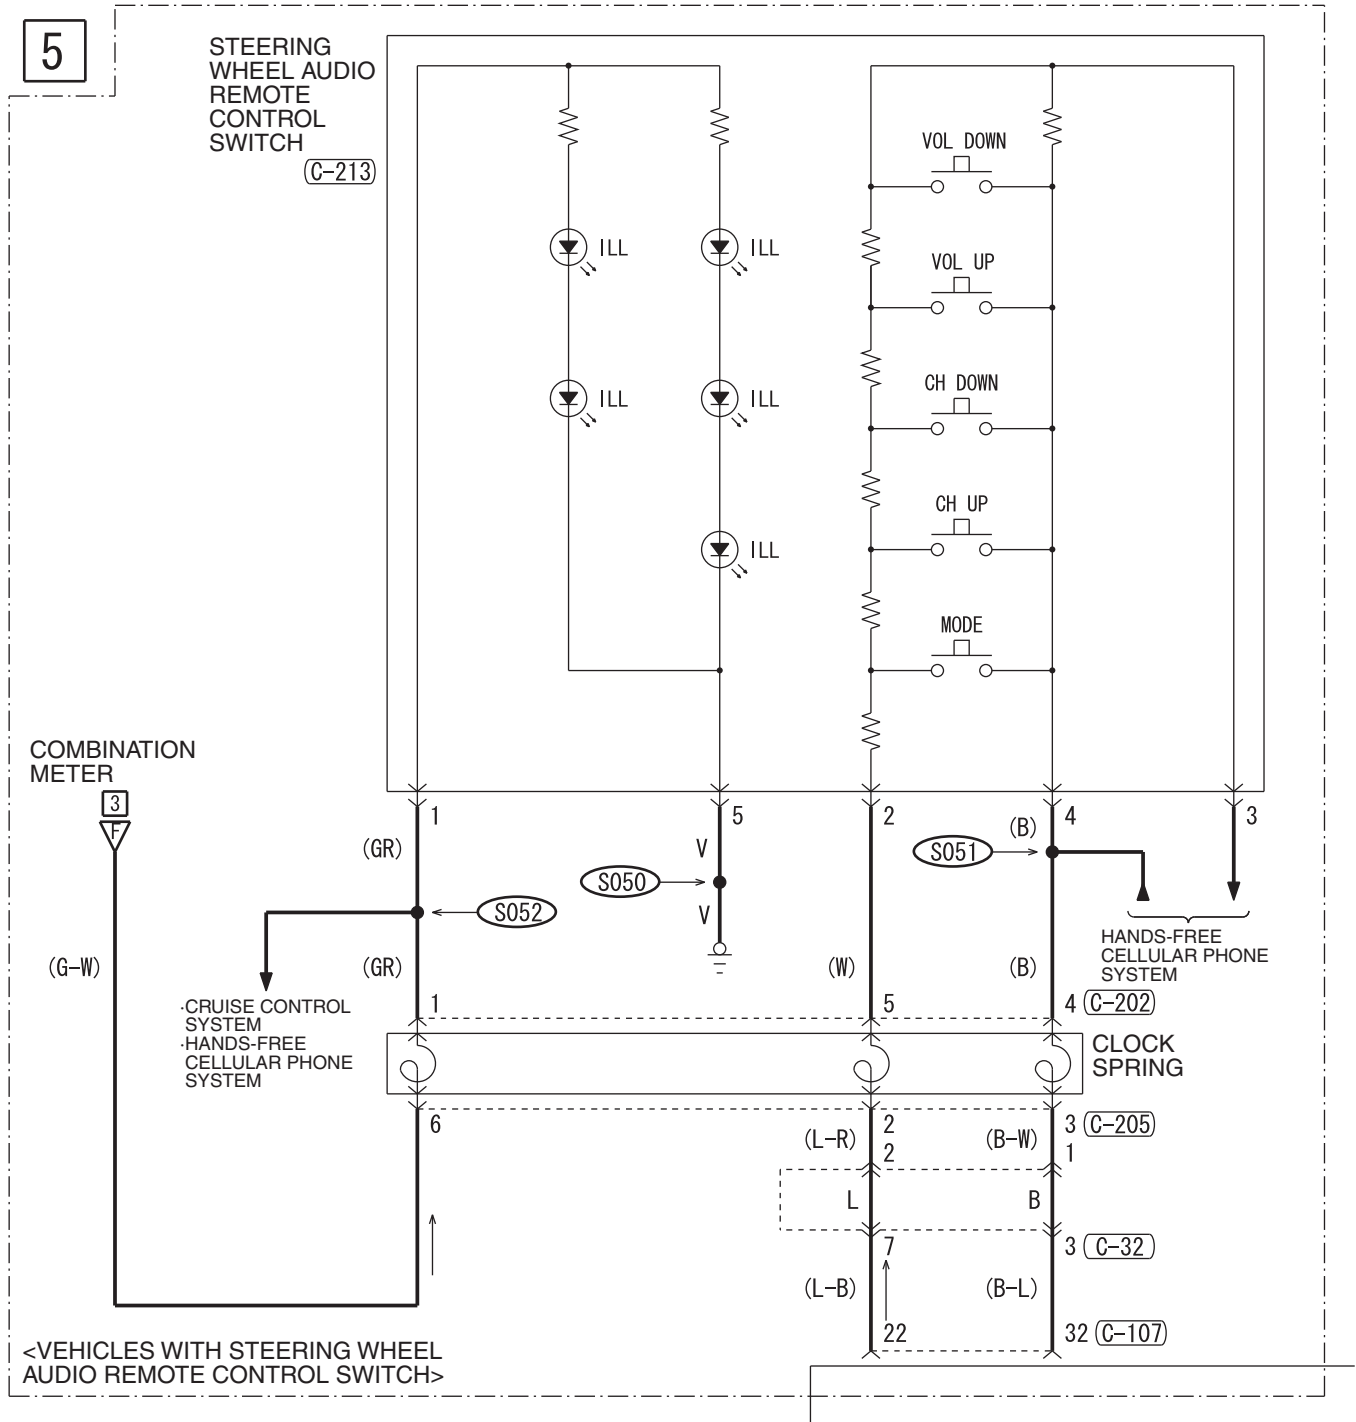 5
STEERING
WHEEL AUDIO
REMOTE
CONTROL
SWITCH
C-213
VOL DOWN
ILL
ILL
VOL UP
ILL
ILL
CH DOWN
CH UP
ILL
MODE
COMBINATION
METER
3
F
1
5
2
4
3
(GR)
V
(B)
S051
S050
S052
V
HANDS-FREE
CELLULAR PHONE
SYSTEM
(G-W)
(GR)
(W)
(B)
·CRUISE CONTROL
SYSTEM
·HANDS-FREE
CELLULAR PHONE
SYSTEM
1
5
4 C-202
CLOCK
SPRING
6
2
3 C-205
(L-R)
(B-W)
2
1
L
B
7
3 C-32
(L-B)
(B-L)
22
32 C-107
<VEHICLES WITH STEERING WHEEL
AUDIO REMOTE CONTROL SWITCH>